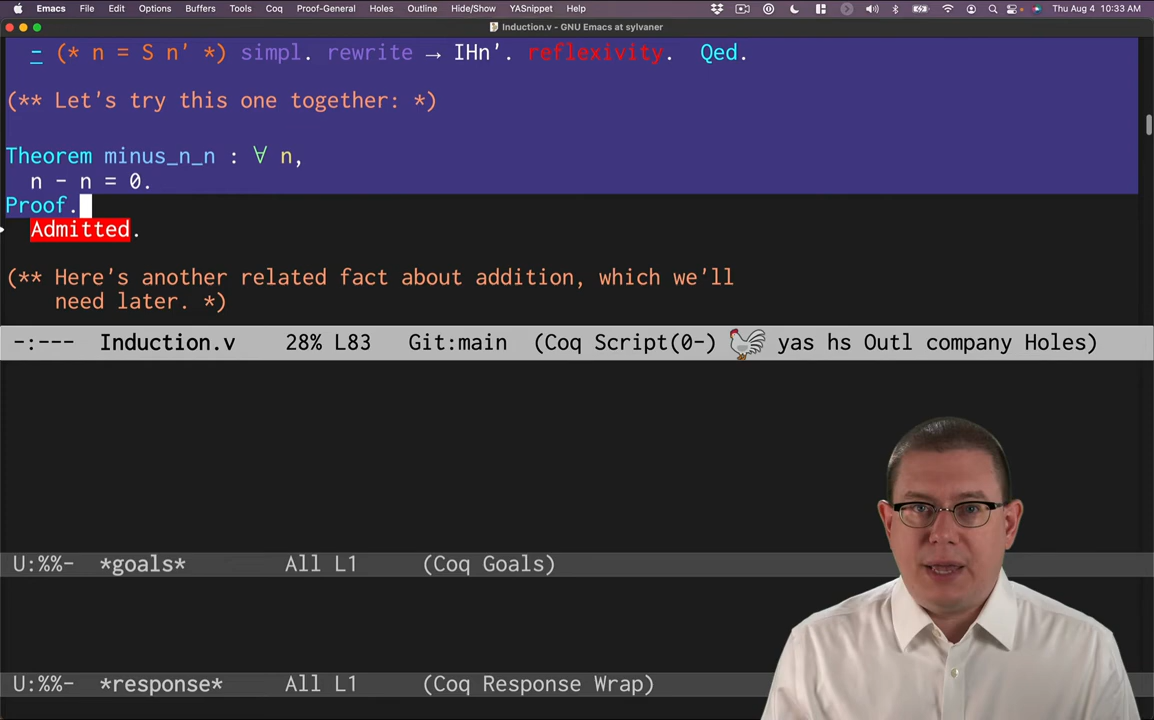 Emacs File Edit Options Buffers Tools Coq Proof-General Holes Outline Hide/Show YASnippet Help Thu Aug 4 10:33 AM
Induction.v - GNU Emacs at sylvaner
- (* n = S n' *) simpl. rewrite → IHn'. reflexivity. Qed.
(** Let's try this one together: *)
Theorem minus_n_n : ∀ n,
n - n = 0.
Proof.
Admitted.
(** Here's another related fact about addition, which we'll
need later. *)
-:--- Induction.v 28% L83 Git:main (Coq Script(0-) yas hs Outl company Holes)
U:%%- *goals* All L1 (Coq Goals)
U:%%- *response* All L1 (Coq Response Wrap)